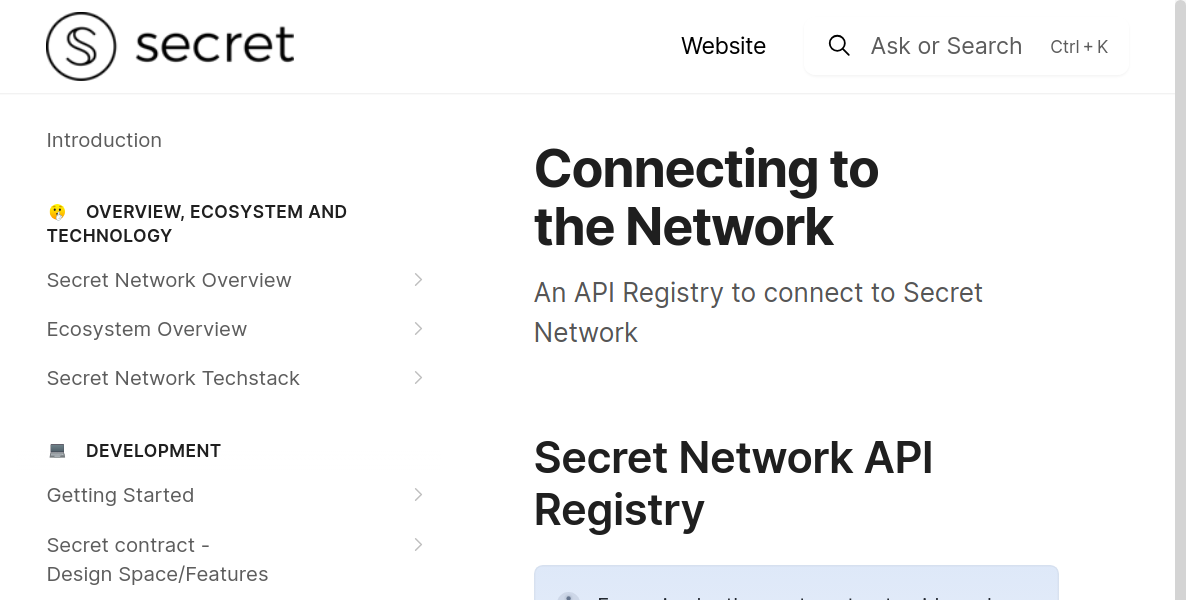 secret
Website
Ask or Search
Ctrl + K
Introduction
OVERVIEW, ECOSYSTEM AND
TECHNOLOGY
Secret Network Overview
Ecosystem Overview
Secret Network Techstack
DEVELOPMENT
Getting Started
Secret contract -
Design Space/Features
Connecting to
the Network
An API Registry to connect to Secret
Network
Secret Network API
Registry